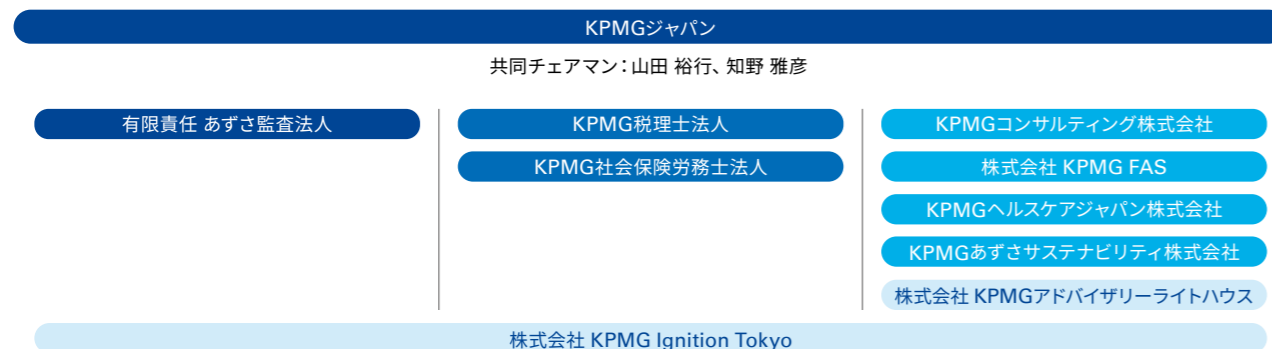 KPMGジャパン
共同チェアマン：山田 裕行、知野 雅彦
有限責任 あずさ監査法人
KPMG税理士法人
KPMG社会保険労務士法人
KPMGコンサルティング株式会社
株式会社 KPMG FAS
KPMGヘルスケアジャパン株式会社
KPMGあずさサステナビリティ株式会社
株式会社 KPMGアドバイザリーライトハウス
株式会社 KPMG Ignition Tokyo